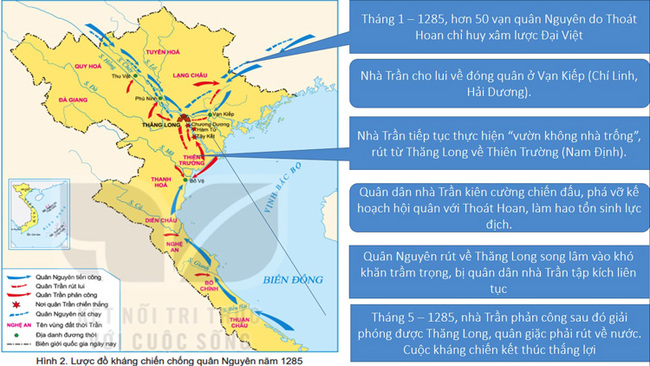 TUYÊN HOÁ
QUY HOÁ
LẠNG CHÂU
Thu Vật
ĐÀ GIANG
Phù Ninh
Vạn Kiếp
THĂNG LONG
Chương Dương
Hàm Tử
Tây Kết
THIÊN
TRƯỜNG
THANH
HOÁ
Bố Vệ
VỊNH BẮC BỘ
S. Cả
DIỄN CHÂU
NGHỆ
AN
BIỂN ĐÔNG
BỐ
CHÍNH
THUẬN
CHÂU
Quân Nguyên tiến công
Quân Trần rút lui
Quân Trần phản công
Nơi quân Trần chiến thắng
Quân Nguyên rút chạy
NGHỆ AN Tên vùng đất thời Trần
Địa danh đương thời
Biên giới quốc gia ngày nay
KẾT NỐI TRI THỨC
VỚI CUỘC SỐNG
Hình 2. Lược đồ kháng chiến chống quân Nguyên năm 1285
Tháng 1 – 1285, hơn 50 vạn quân Nguyên do Thoát
Hoan chỉ huy xâm lược Đại Việt
Nhà Trần cho lui về đóng quân ở Vạn Kiếp (Chí Linh,
Hải Dương).
Nhà Trần tiếp tục thực hiện “vườn không nhà trống”,
rút từ Thăng Long về Thiên Trường (Nam Định).
Quân dân nhà Trần kiên cường chiến đấu, phá vỡ kế
hoạch hội quân với Thoát Hoan, làm hao tổn sinh lực
địch.
Quân Nguyên rút về Thăng Long song lâm vào khó
khăn trầm trọng, bị quân dân nhà Trần tập kích liên
tục
Tháng 5 – 1285, nhà Trần phản công sau đó giải
phóng được Thăng Long, quân giặc phải rút về nước.
Cuộc kháng chiến kết thúc thắng lợi